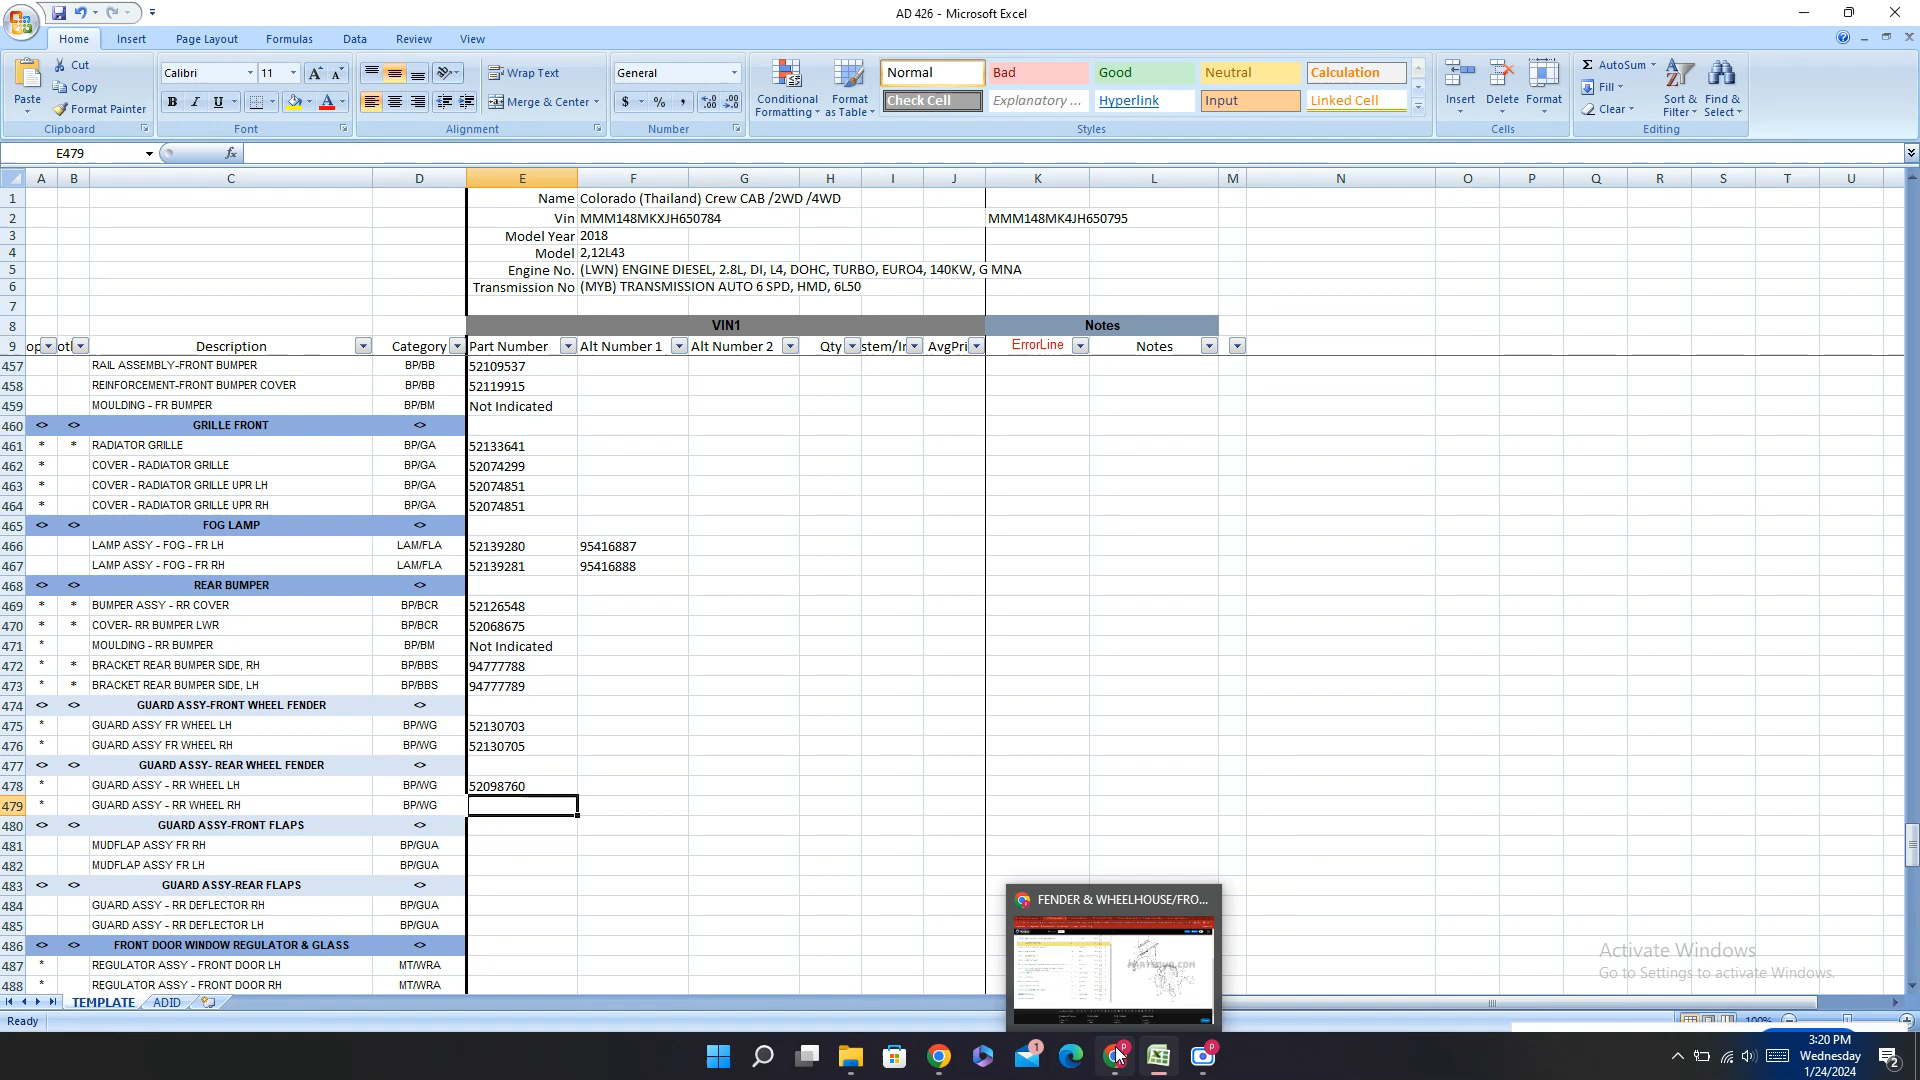 AD 426 - Microsoft Excel
Home Insert Page Layout Formulas Data Review View
Paste Cut Copy Format Painter
Calibri 11
B I U
Wrap Text
Merge & Center
General
$ % ,
Conditional Formatting Format as Table
Normal Bad Good Neutral Calculation
Check Cell Explanatory ... Hyperlink Input Linked Cell
Insert Delete Format
Σ AutoSum Fill Clear
Sort & Filter Find & Select
Clipboard Font Alignment Number Styles Cells Editing
E479 fx
A B C D E F G H I J K L M N O P Q R S T U
1 Name Colorado (Thailand) Crew CAB /2WD /4WD
2 Vin MMM148MKXJH650784 MMM148MK4JH650795
3 Model Year 2018
4 Model 2,12L43
5 Engine No. (LWN) ENGINE DIESEL, 2.8L, DI, L4, DOHC, TURBO, EURO4, 140KW, G MNA
6 Transmission No (MYB) TRANSMISSION AUTO 6 SPD, HMD, 6L50
7
8 VIN1 Notes
9 Description Category Part Number Alt Number 1 Alt Number 2 Qty AvgPri ErrorLine Notes
457 RAIL ASSEMBLY-FRONT BUMPER BP/BB 52109537
458 REINFORCEMENT-FRONT BUMPER COVER BP/BB 52119915
459 MOULDING - FR BUMPER BP/BM Not Indicated
460 <> <> GRILLE FRONT <>
461 * * RADIATOR GRILLE BP/GA 52133641
462 * COVER - RADIATOR GRILLE BP/GA 52074299
463 * COVER - RADIATOR GRILLE UPR LH BP/GA 52074851
464 * COVER - RADIATOR GRILLE UPR RH BP/GA 52074851
465 <> <> FOG LAMP <>
466 LAMP ASSY - FOG - FR LH LAM/FLA 52139280 95416887
467 LAMP ASSY - FOG - FR RH LAM/FLA 52139281 95416888
468 <> <> REAR BUMPER <>
469 * * BUMPER ASSY - RR COVER BP/BCR 52126548
470 * * COVER- RR BUMPER LWR BP/BCR 52068675
471 * MOULDING - RR BUMPER BP/BM Not Indicated
472 * * BRACKET REAR BUMPER SIDE, RH BP/BBS 94777788
473 * * BRACKET REAR BUMPER SIDE, LH BP/BBS 94777789
474 <> <> GUARD ASSY-FRONT WHEEL FENDER <>
475 * GUARD ASSY FR WHEEL LH BP/WG 52130703
476 * GUARD ASSY FR WHEEL RH BP/WG 52130705
477 <> <> GUARD ASSY- REAR WHEEL FENDER <>
478 * GUARD ASSY - RR WHEEL LH BP/WG 52098760
479 * GUARD ASSY - RR WHEEL RH BP/WG
480 <> <> GUARD ASSY-FRONT FLAPS <>
481 MUDFLAP ASSY FR RH BP/GUA
482 MUDFLAP ASSY FR LH BP/GUA
483 <> <> GUARD ASSY-REAR FLAPS <>
484 GUARD ASSY - RR DEFLECTOR RH BP/GUA
485 GUARD ASSY - RR DEFLECTOR LH BP/GUA
486 <> <> FRONT DOOR WINDOW REGULATOR & GLASS <>
487 * REGULATOR ASSY - FRONT DOOR LH MT/WRA
488 * REGULATOR ASSY - FRONT DOOR RH MT/WRA
FENDER & WHEELHOUSE/FRO...
Activate Windows
Go to Settings to activate Windows.
TEMPLATE ADID
Ready 100%
3:20 PM
Wednesday
1/24/2024
1
2